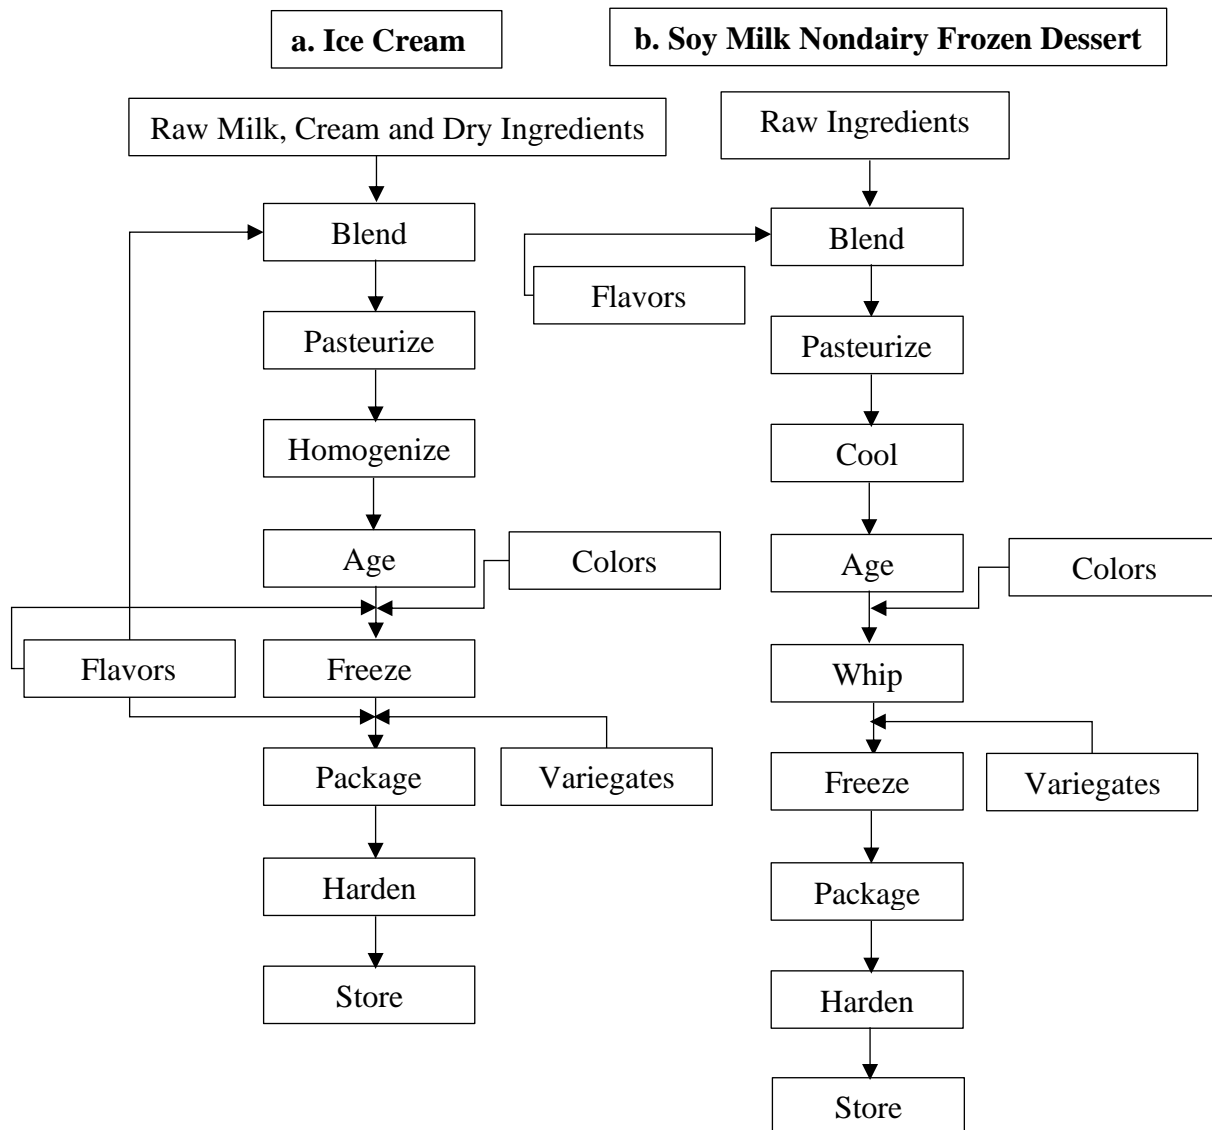 a. Ice Cream
Raw Milk, Cream and Dry Ingredients
Blend
Pasteurize
Homogenize
Age
Colors
Flavors
Freeze
Package
Variegates
Harden
Store
b. Soy Milk Nondairy Frozen Dessert
Raw Ingredients
Blend
Flavors
Pasteurize
Cool
Age
Colors
Whip
Freeze
Variegates
Package
Harden
Store